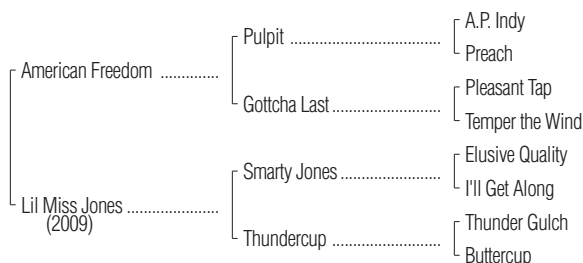 A.P. Indy
Pulpit
Preach
American Freedom
Pleasant Tap
Gottcha Last
Temper the Wind
Elusive Quality
Smarty Jones
I'll Get Along
Lil Miss Jones
(2009)
Thunder Gulch
Thundercup
Buttercup